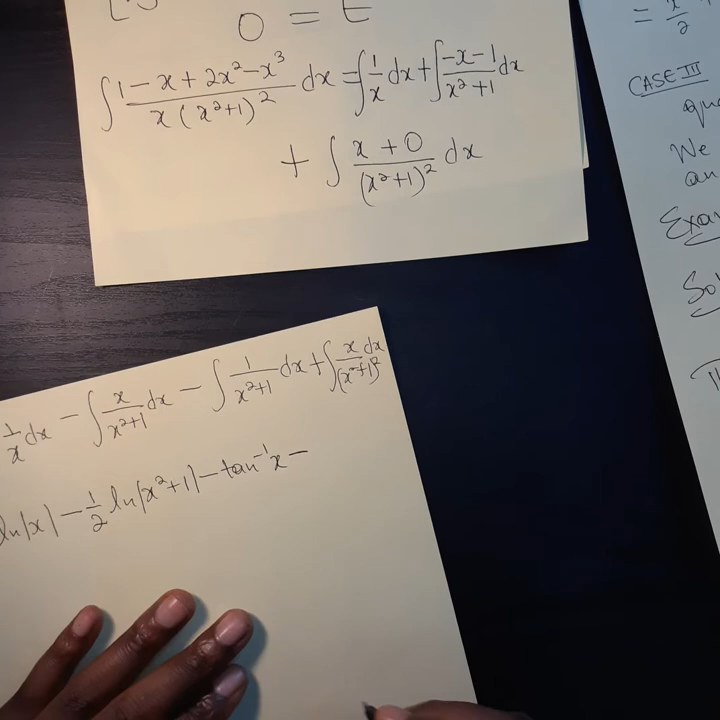 0 = E
∫ 1 - x + 2x² - x³ / x(x²+1)² dx = ∫ 1/x dx + ∫ -x-1 / x²+1 dx
+ ∫ x + 0 / (x²+1)² dx
1/x dx - ∫ x / x²+1 dx - ∫ 1 / x²+1 dx + ∫ x dx / (x²+1)²
ln|x| - 1/2 ln|x²+1| - tan⁻¹x -
= x/2
CASE III
We
an